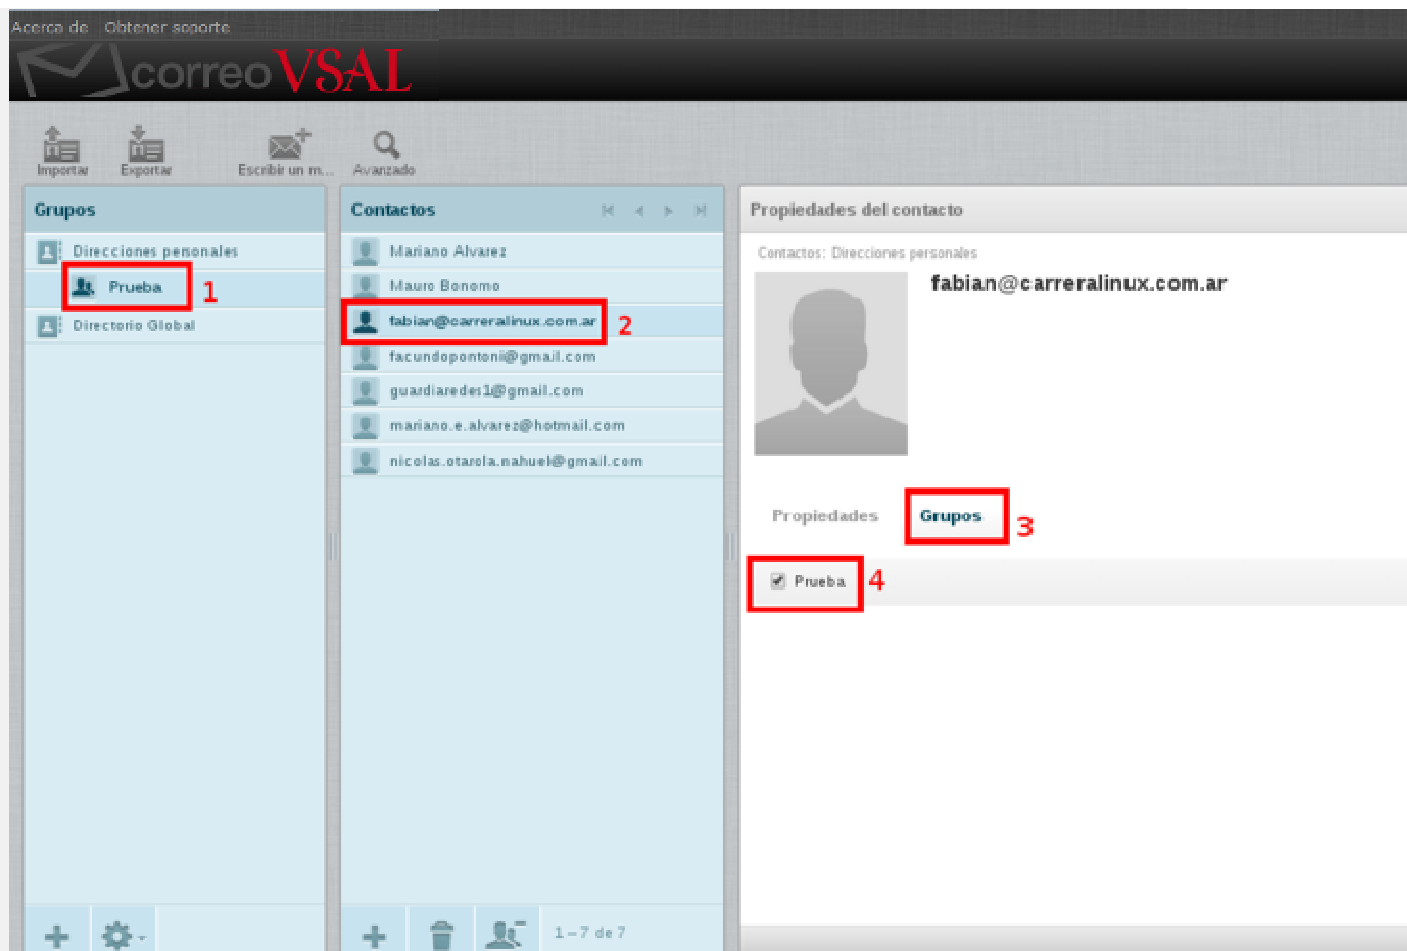 Acerca de Obtener soporte
correo VSAL
Importar Exportar Escribir un m... Avanzado
Grupos
Direcciones personales
Prueba 1
Directorio Global
Contactos
Mariano Alvarez
Mauro Bonomo
fabian@carreralinux.com.ar 2
facundopontonii@gmail.com
guardiaredes1@gmail.com
mariano.e.alvarez@hotmail.com
nicolas.otarola.nahuel@gmail.com
1 – 7 de 7
Propiedades del contacto
Contactos: Direcciones personales
fabian@carreralinux.com.ar
Propiedades Grupos 3
Prueba 4